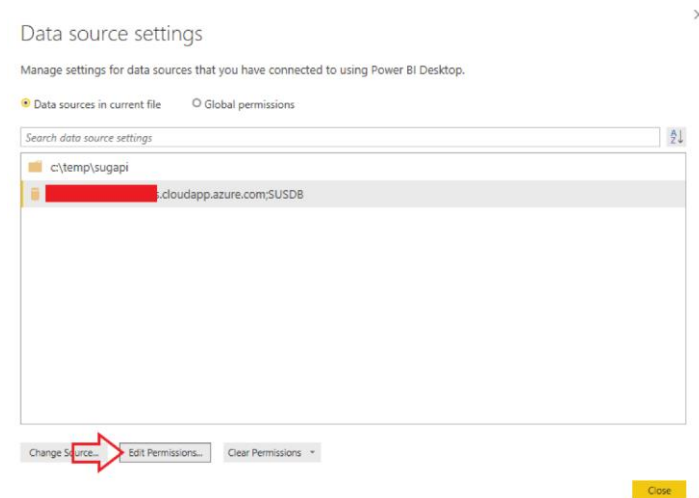 Data source settings
Manage settings for data sources that you have connected to using Power BI Desktop.
Data sources in current file Global permissions
Search data source settings
c:\temp\sugapi
.cloudapp.azure.com;SUSDB
Change Source... Edit Permissions... Clear Permissions
Close